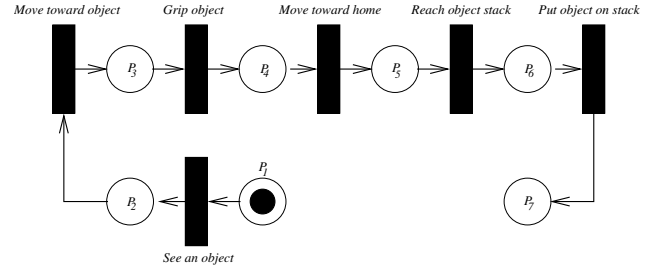 Move toward object Grip object Move toward home Reach object stack Put object on stack
P3 P4 P5 P6
P1
P2 P7
See an object